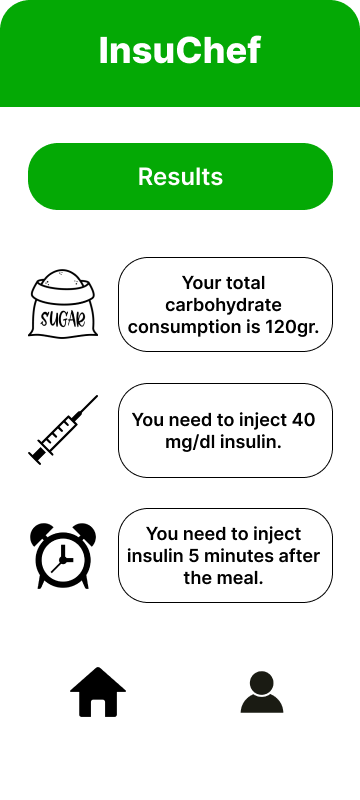 InsuChef
Results
Your total
carbohydrate
consumption is 120gr.
SUGAR
You need to inject 40
mg/dl insulin.
You need to inject
insulin 5 minutes after
the meal.